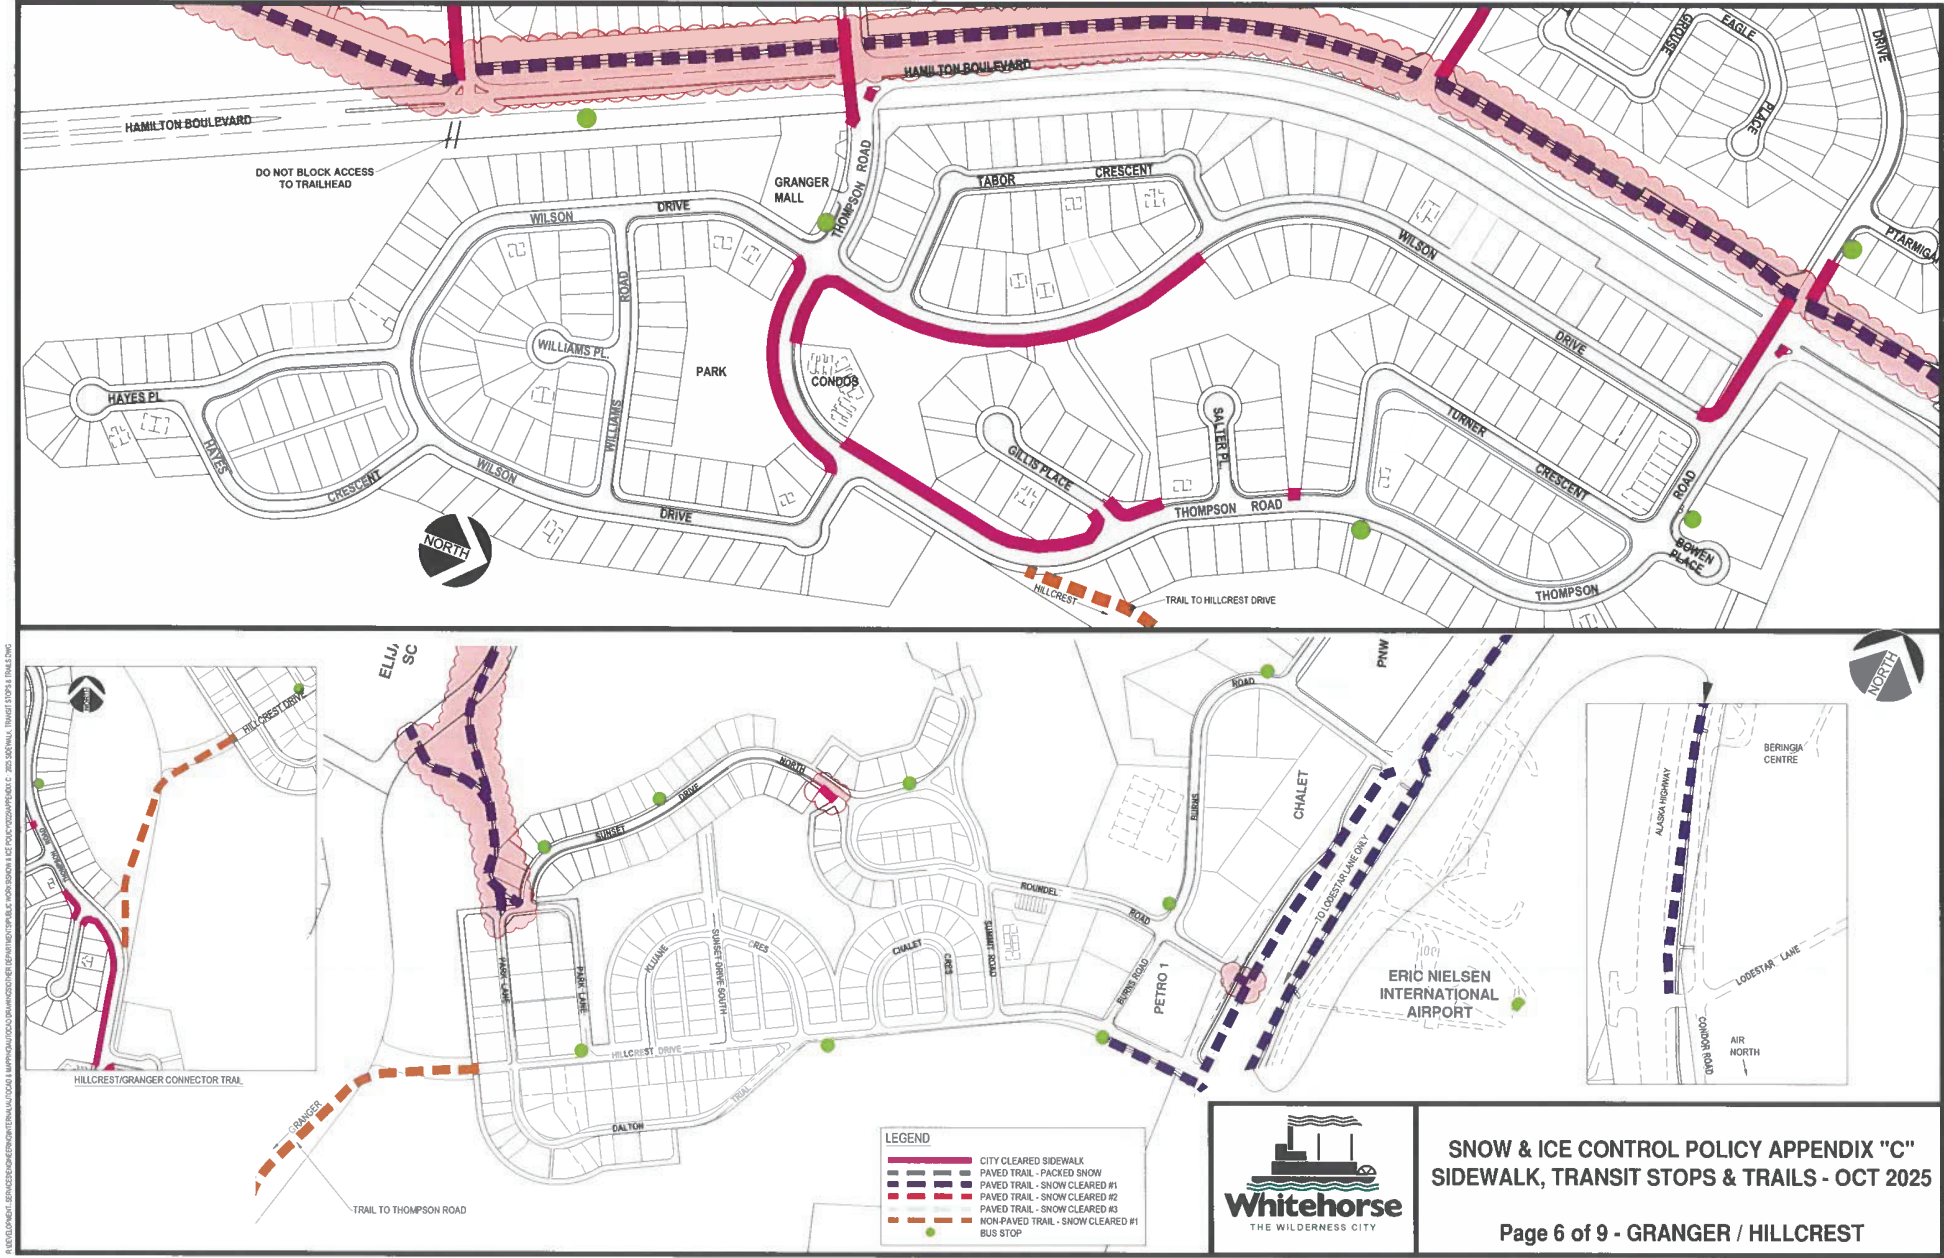 HAMILTON BOULEVARD
HAMILTON BOULEVARD
DO NOT BLOCK ACCESS
TO TRAILHEAD
GRANGER
MALL
THOMPSON ROAD
TABOR CRESCENT
EAGLE
GROUSE
PLACE
DRIVE
PTARMIGA
WILSON DRIVE
WILSON DRIVE
ROAD
WILLIAMS PL.
WILLIAMS
PARK
CONDOS
HAYES PL
HAYES CRESCENT
WILSON DRIVE
GILLIS PLACE
SALTER PL.
THOMPSON ROAD
TURNER CRESCENT
ROAD
BOWEN
PLACE
THOMPSON
NORTH
HILLCREST
TRAIL TO HILLCREST DRIVE
NORTH
HILLCREST DRIVE
THOMPSON ROAD
HILLCREST/GRANGER CONNECTOR TRAIL
ELIJA
SC
SUNSET DRIVE NORTH
PARK LANE
PARK LANE
KLUANE CRES
SUNSET DRIVE SOUTH
CHALET CRES
SUMMIT ROAD
ROUNDEL ROAD
BURNS ROAD
BURNS ROAD
PETRO 1
CHALET
PNW
TO LODESTAR LANE ONLY
ERIC NIELSEN
INTERNATIONAL
AIRPORT
HILLCREST DRIVE
DALTON TRAIL
GRANGER
TRAIL TO THOMPSON ROAD
NORTH
BERINGIA
CENTRE
ALASKA HIGHWAY
LODESTAR LANE
CONDOR ROAD
AIR
NORTH
LEGEND
CITY CLEARED SIDEWALK
PAVED TRAIL - PACKED SNOW
PAVED TRAIL - SNOW CLEARED #1
PAVED TRAIL - SNOW CLEARED #2
PAVED TRAIL - SNOW CLEARED #3
NON-PAVED TRAIL - SNOW CLEARED #1
BUS STOP
Whitehorse
THE WILDERNESS CITY
SNOW & ICE CONTROL POLICY APPENDIX "C"
SIDEWALK, TRANSIT STOPS & TRAILS - OCT 2025
Page 6 of 9 - GRANGER / HILLCREST